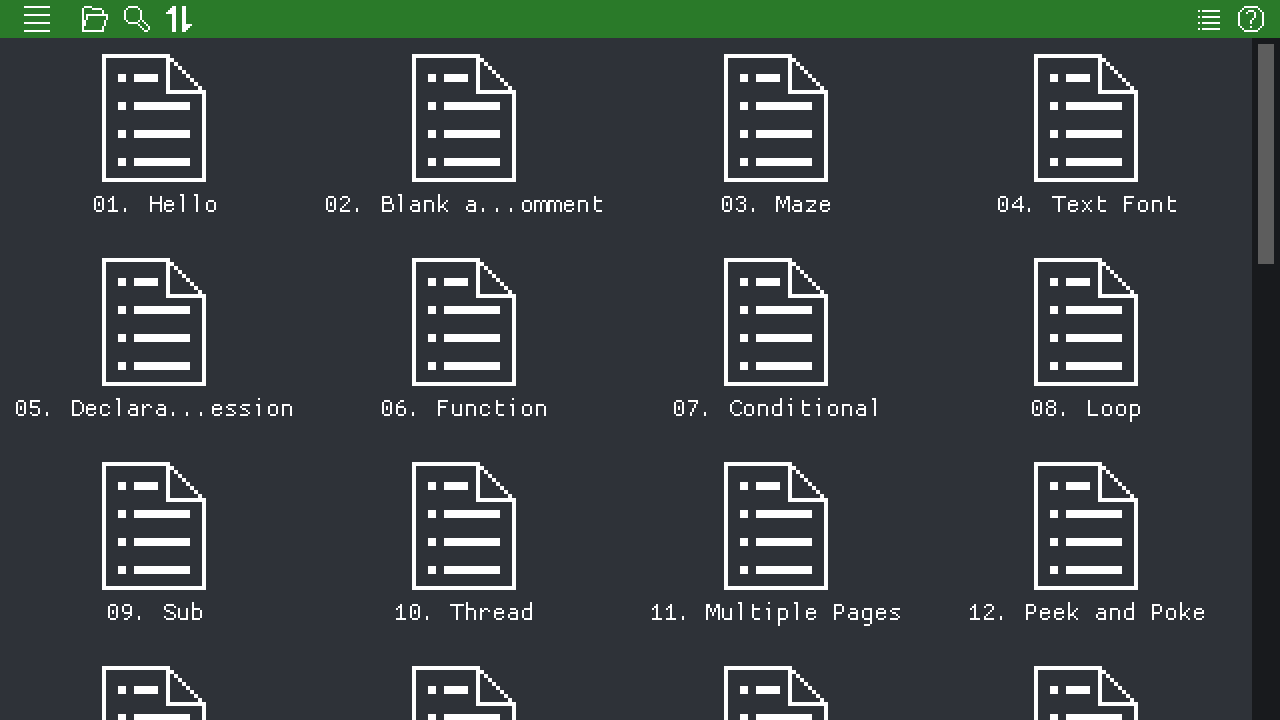 01. Hello
02. Blank a...omment
03. Maze
04. Text Font
05. Declara...ession
06. Function
07. Conditional
08. Loop
09. Sub
10. Thread
11. Multiple Pages
12. Peek and Poke